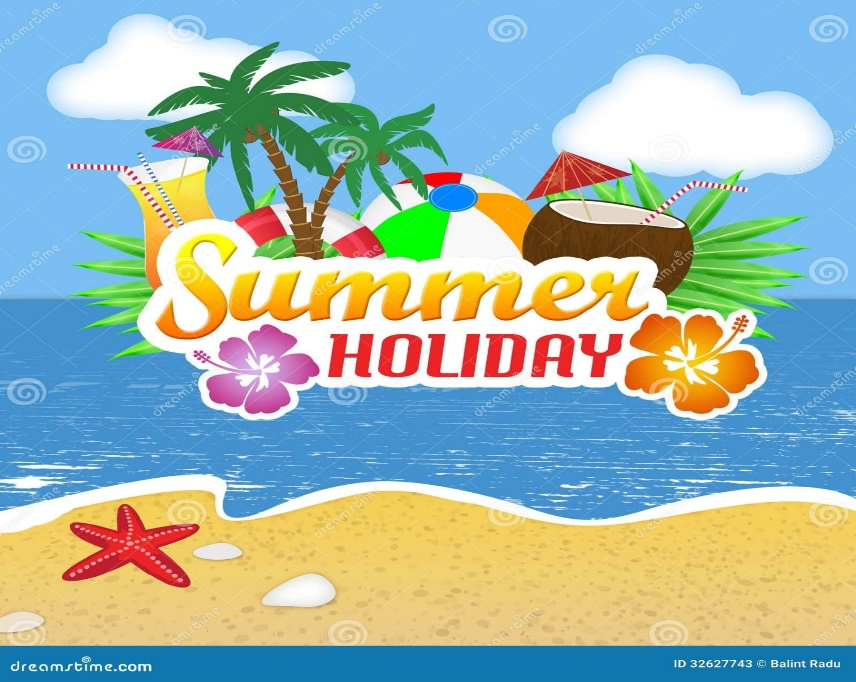 Summer
HOLIDAY
dreamstime.com
ID 32627743 © Balint Radu